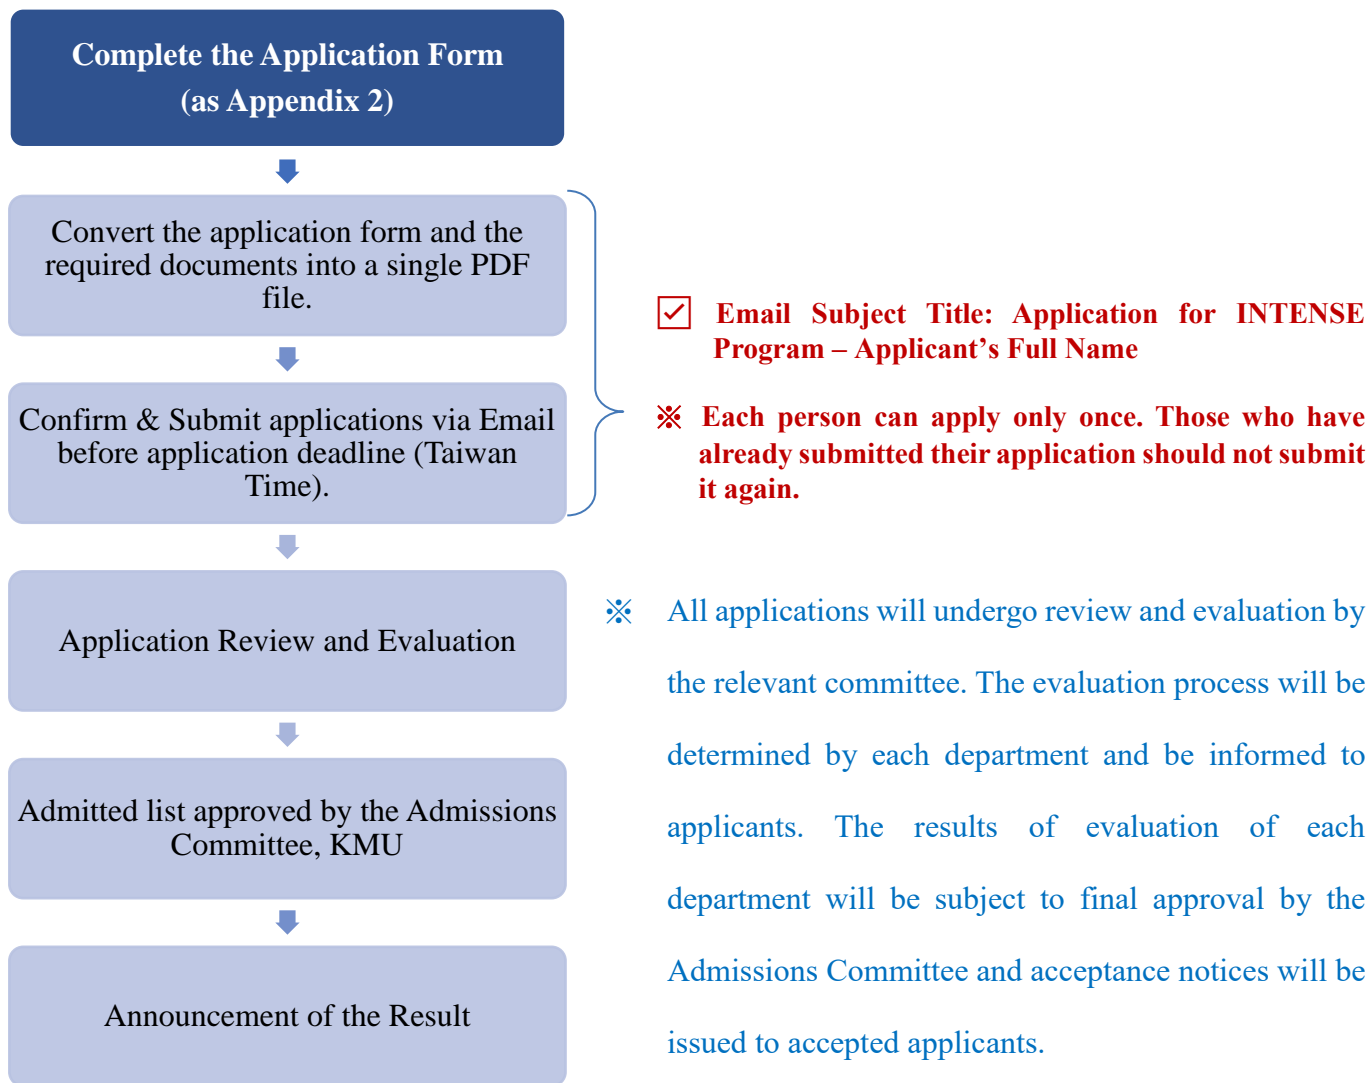 Complete the Application Form
(as Appendix 2)
Convert the application form and the
required documents into a single PDF
file.
Confirm & Submit applications via Email
before application deadline (Taiwan
Time).
☑ Email Subject Title: Application for INTENSE
Program – Applicant’s Full Name
※ Each person can apply only once. Those who have
already submitted their application should not submit
it again.
Application Review and Evaluation
Admitted list approved by the Admissions
Committee, KMU
Announcement of the Result
※ All applications will undergo review and evaluation by
the relevant committee. The evaluation process will be
determined by each department and be informed to
applicants. The results of evaluation of each
department will be subject to final approval by the
Admissions Committee and acceptance notices will be
issued to accepted applicants.